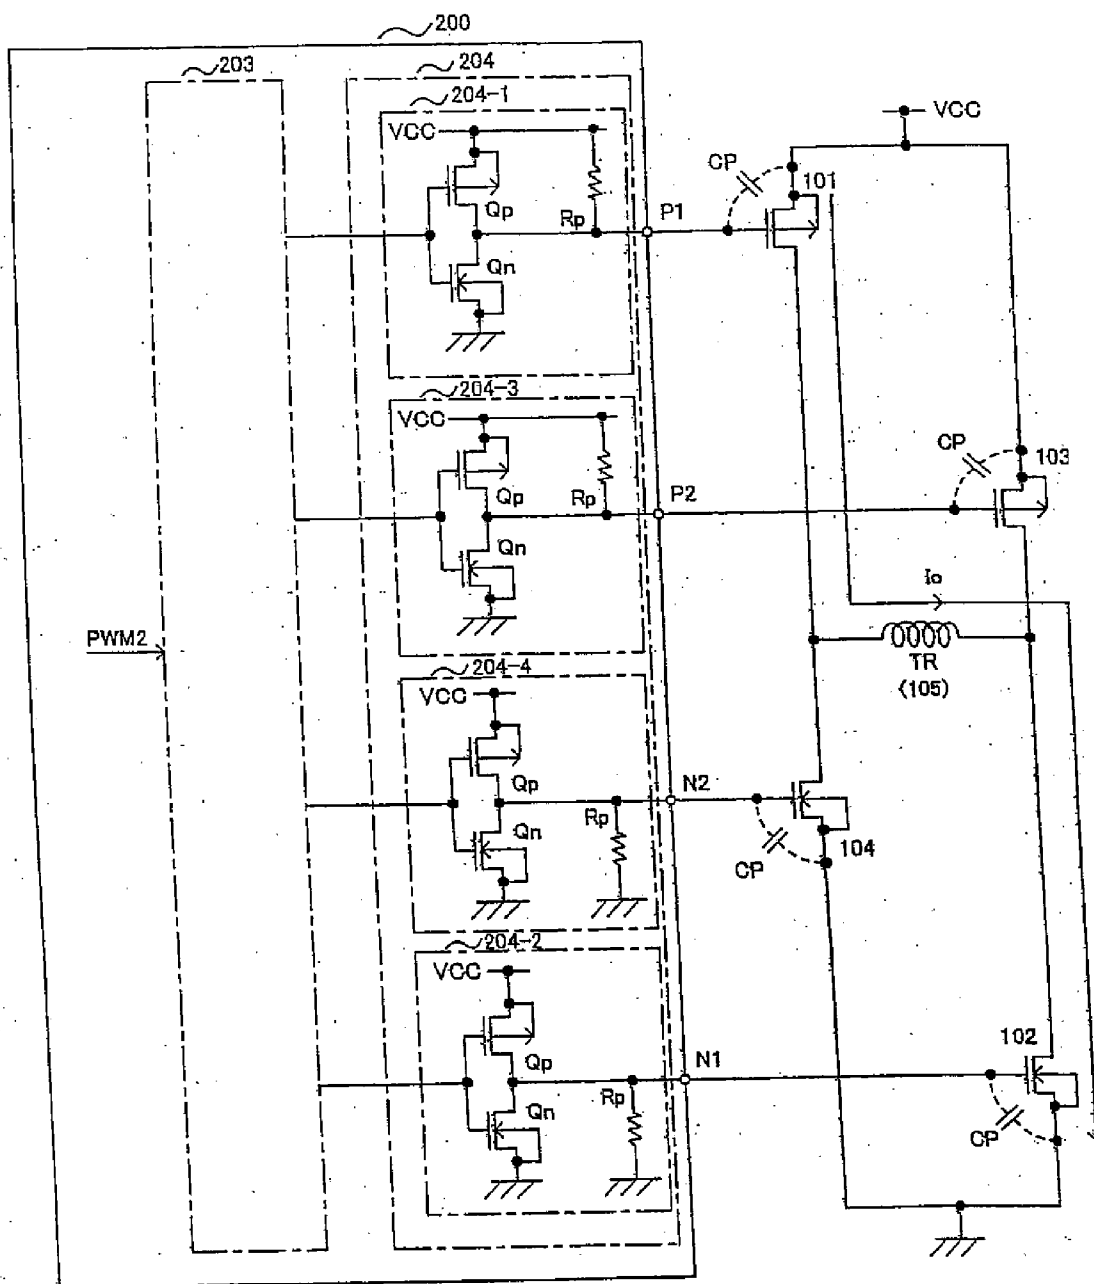 200
203
204
204-1
VCC
VCC
CP
101
Qp
Rp
P1
Qn
204-3
VCC
CP
103
Qp
Rp
P2
Qn
Io
PWM2
TR
(105)
204-4
VCC
Qp
N2
Rp
Qn
104
CP
204-2
VCC
102
Qp
N1
Rp
Qn
CP